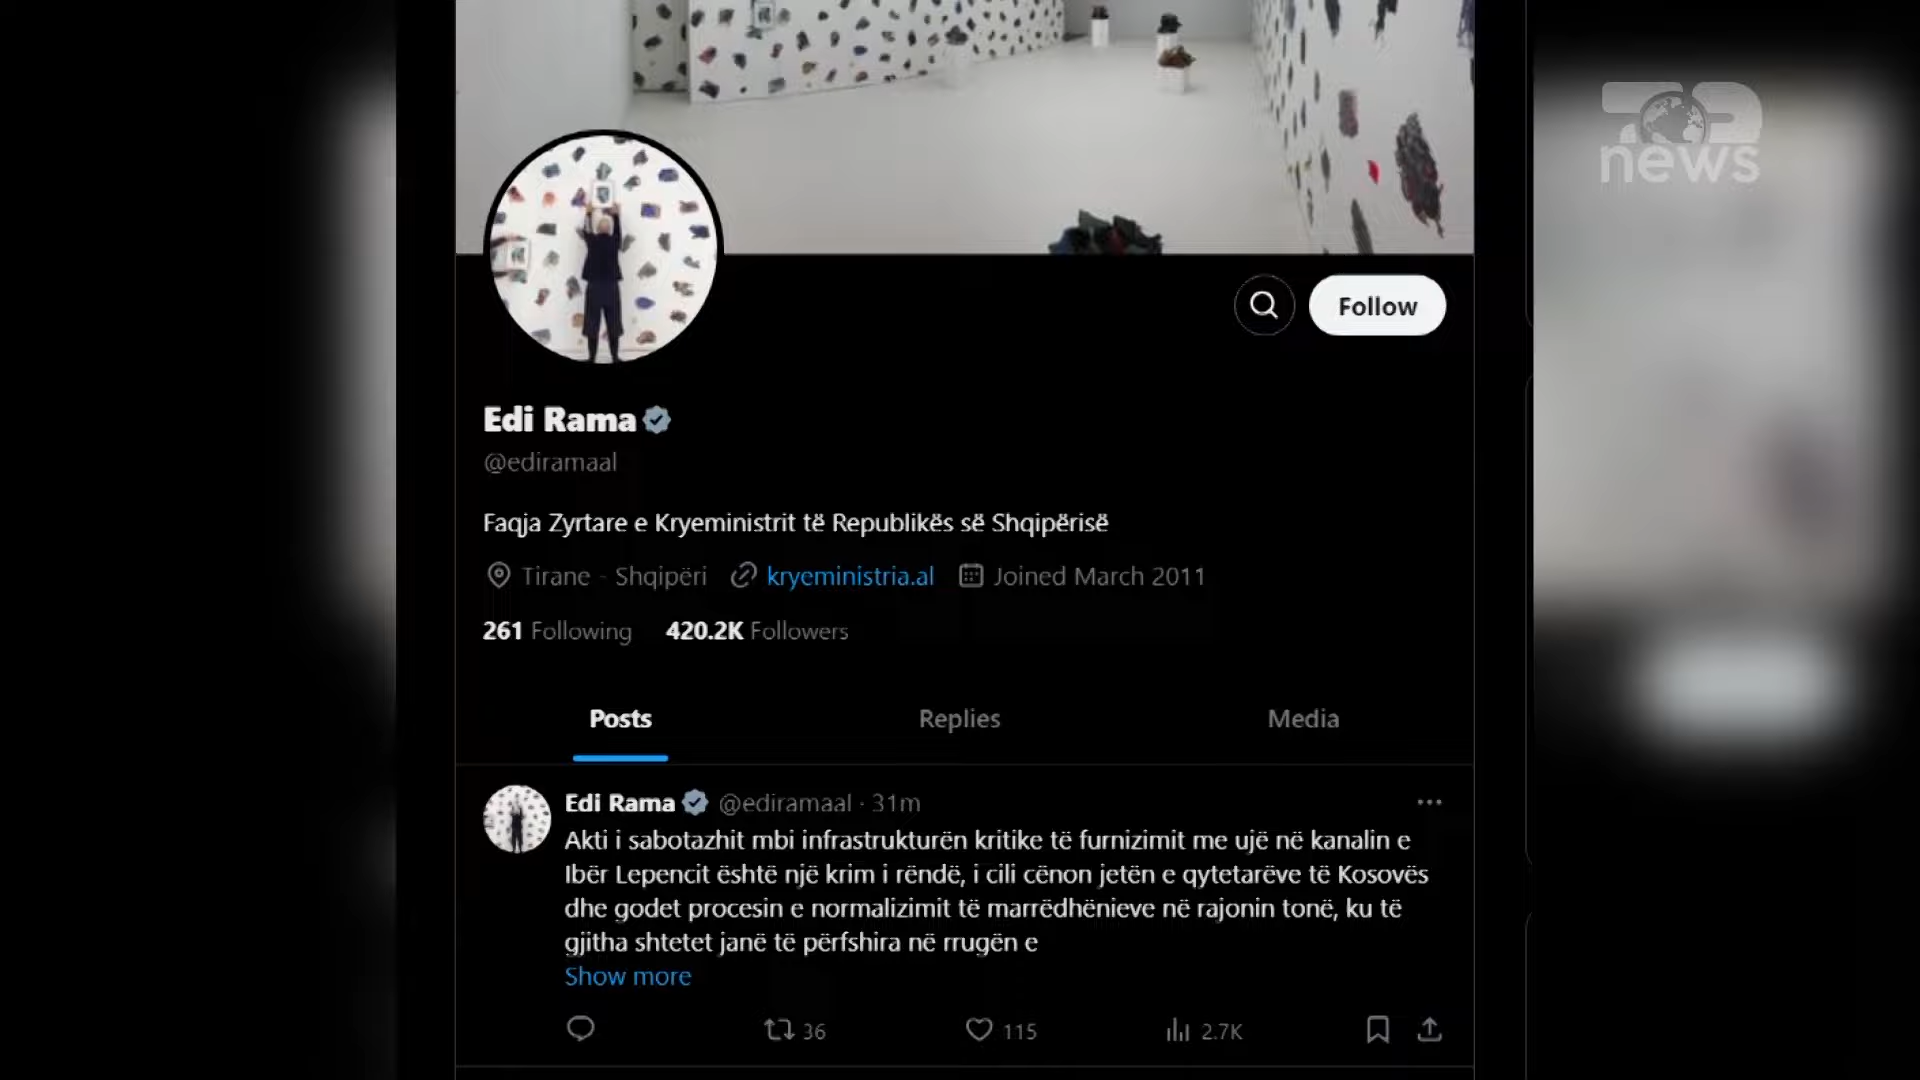 news
Follow
Edi Rama
@ediramaal
Faqja Zyrtare e Kryeministrit të Republikës së Shqipërisë
Tirane - Shqipëri kryeministria.al Joined March 2011
261 Following 420.2K Followers
Posts Replies Media
Edi Rama @ediramaal · 31m
Akti i sabotazhit mbi infrastrukturën kritike të furnizimit me ujë në kanalin e
Ibër Lepencit është një krim i rëndë, i cili cënon jetën e qytetarëve të Kosovës
dhe godet procesin e normalizimit të marrëdhënieve në rajonin tonë, ku të
gjitha shtetet janë të përfshira në rrugën e
Show more
36 115 2.7K